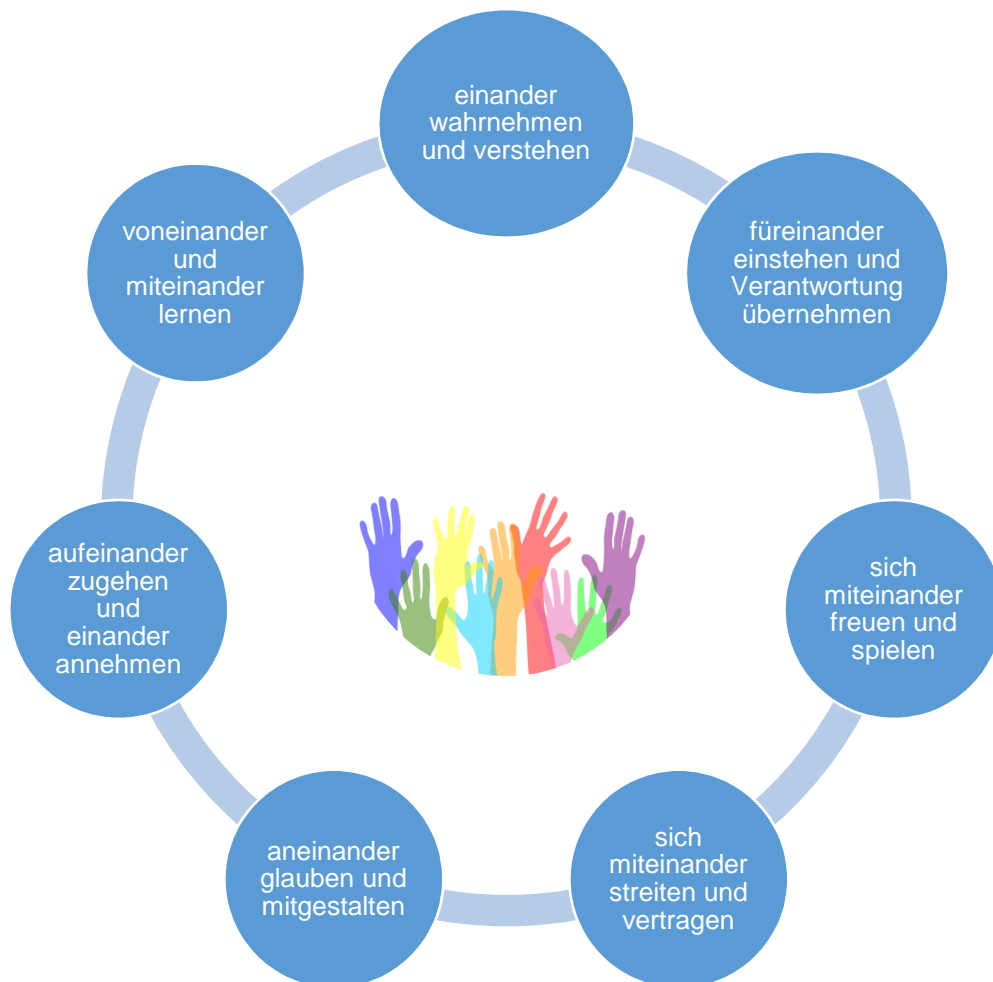 einander
wahrnehmen
und verstehen
füreinander
einstehen und
Verantwortung
übernehmen
sich
miteinander
freuen und
spielen
sich
miteinander
streiten und
vertragen
aneinander
glauben und
mitgestalten
aufeinander
zugehen
und
einander
annehmen
voneinander
und
miteinander
lernen